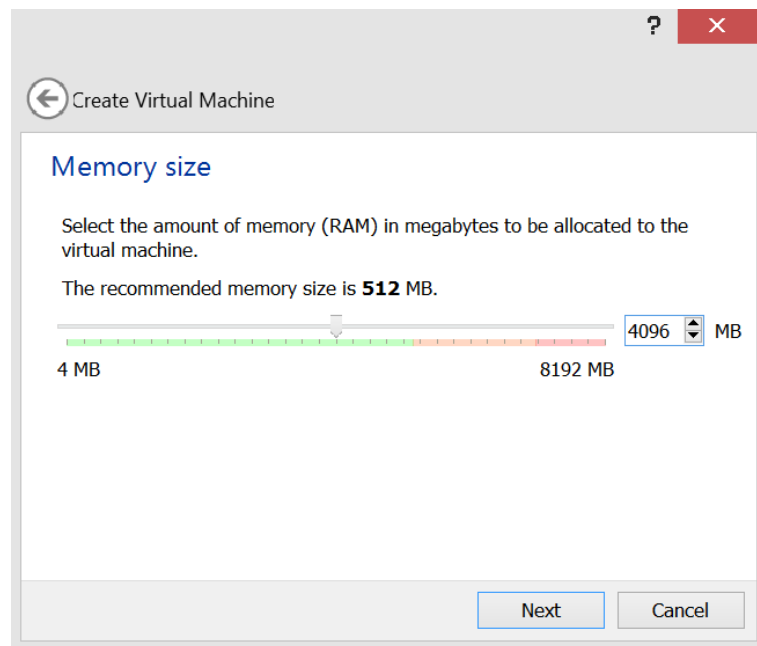 ?
Create Virtual Machine
Memory size
Select the amount of memory (RAM) in megabytes to be allocated to the
virtual machine.
The recommended memory size is 512 MB.
4096 MB
4 MB 8192 MB
Next Cancel